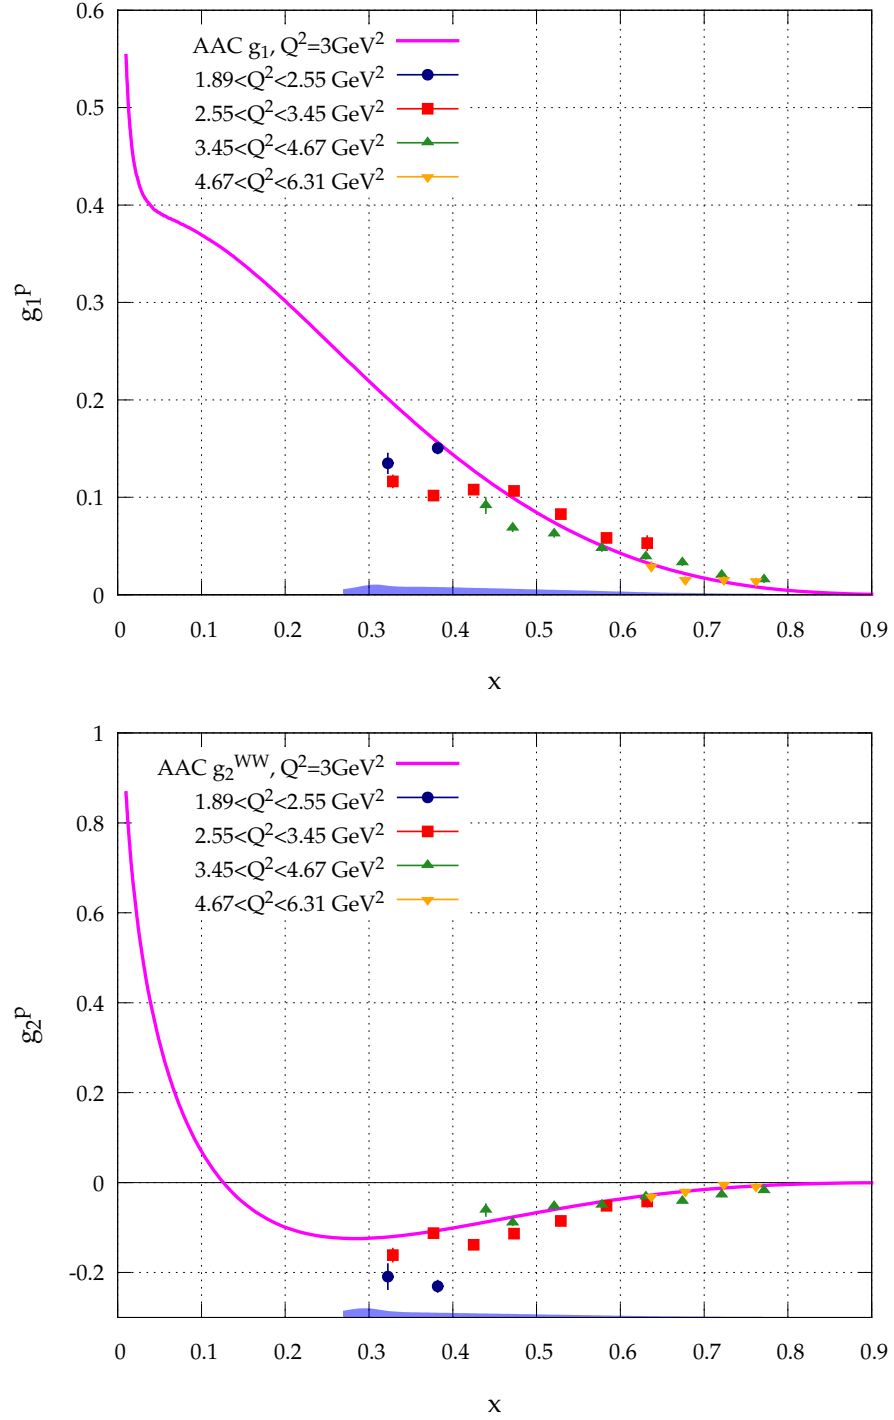 0.6
AAC g₁, Q²=3GeV²
1.89<Q²<2.55 GeV²
2.55<Q²<3.45 GeV²
3.45<Q²<4.67 GeV²
4.67<Q²<6.31 GeV²
0.5
0.4
0.3
0.2
0.1
0
g₁ᵖ
0 0.1 0.2 0.3 0.4 0.5 0.6 0.7 0.8 0.9
x
1
AAC g₂ᵂᵂ, Q²=3GeV²
1.89<Q²<2.55 GeV²
2.55<Q²<3.45 GeV²
3.45<Q²<4.67 GeV²
4.67<Q²<6.31 GeV²
0.8
0.6
0.4
0.2
0
-0.2
g₂ᵖ
0 0.1 0.2 0.3 0.4 0.5 0.6 0.7 0.8 0.9
x